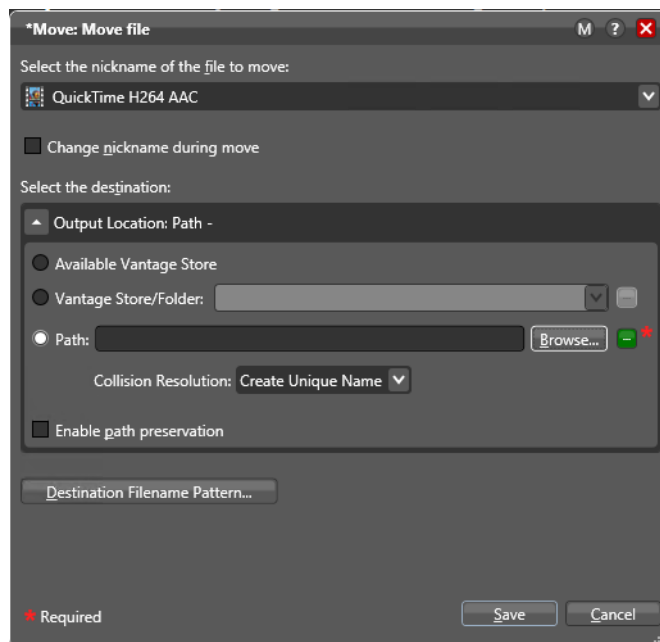 *Move: Move file M ?
Select the nickname of the file to move:
QuickTime H264 AAC
Change nickname during move
Select the destination:
Output Location: Path -
Available Vantage Store
Vantage Store/Folder:
Path: Browse... *
Collision Resolution: Create Unique Name
Enable path preservation
Destination Filename Pattern...
* Required Save Cancel